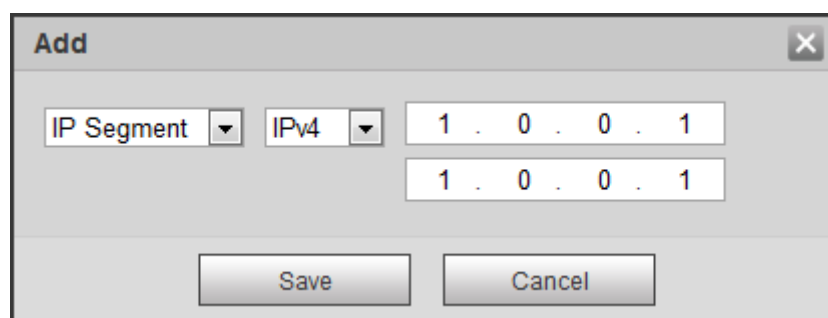 Add
IP Segment IPv4 1 . 0 . 0 . 1
1 . 0 . 0 . 1
Save Cancel